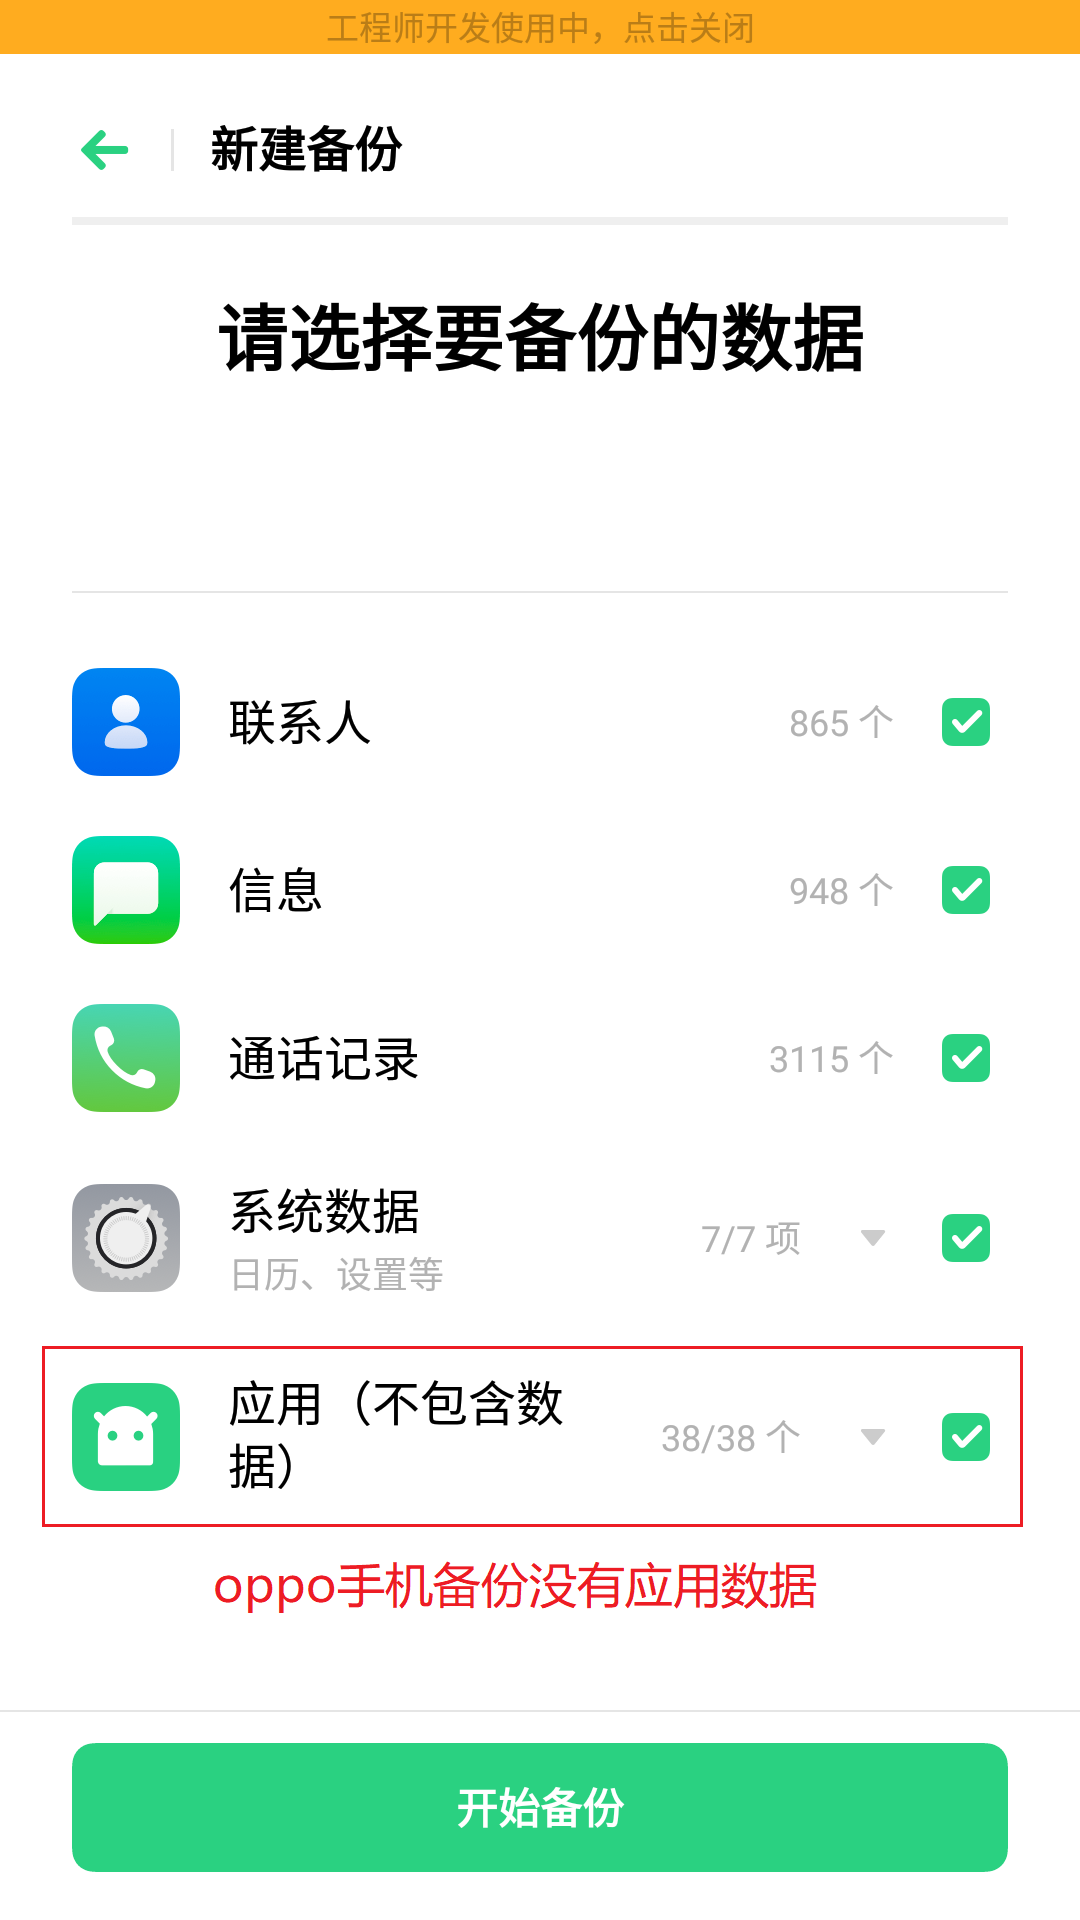 工程师开发使用中，点击关闭
新建备份
请选择要备份的数据
联系人 865 个
信息 948 个
通话记录 3115 个
系统数据 7/7 项
日历、设置等
应用（不包含数
据） 38/38 个
oppo手机备份没有应用数据
开始备份